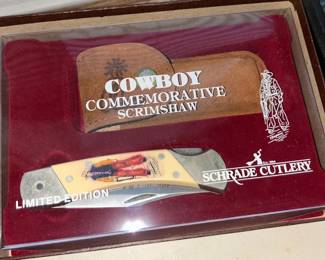 COWBOY
COMMEMORATIVE
SCRIMSHAW
SCHRADE CUTLERY
LIMITED EDITION